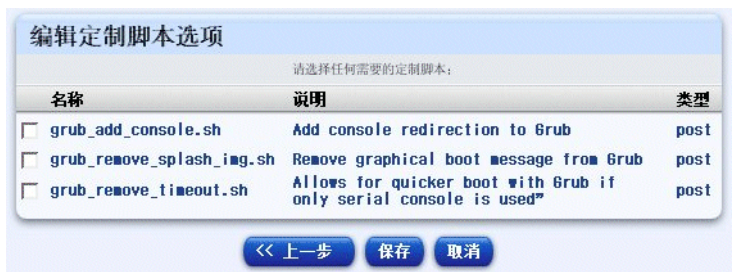 编辑定制脚本选项
请选择任何需要的定制脚本:
名称 说明 类型
grub_add_console.sh Add console redirection to Grub post
grub_remove_splash_img.sh Remove graphical boot message from Grub post
grub_remove_timeout.sh Allows for quicker boot with Grub if only serial console is used” post
<< 上一步 保存 取消